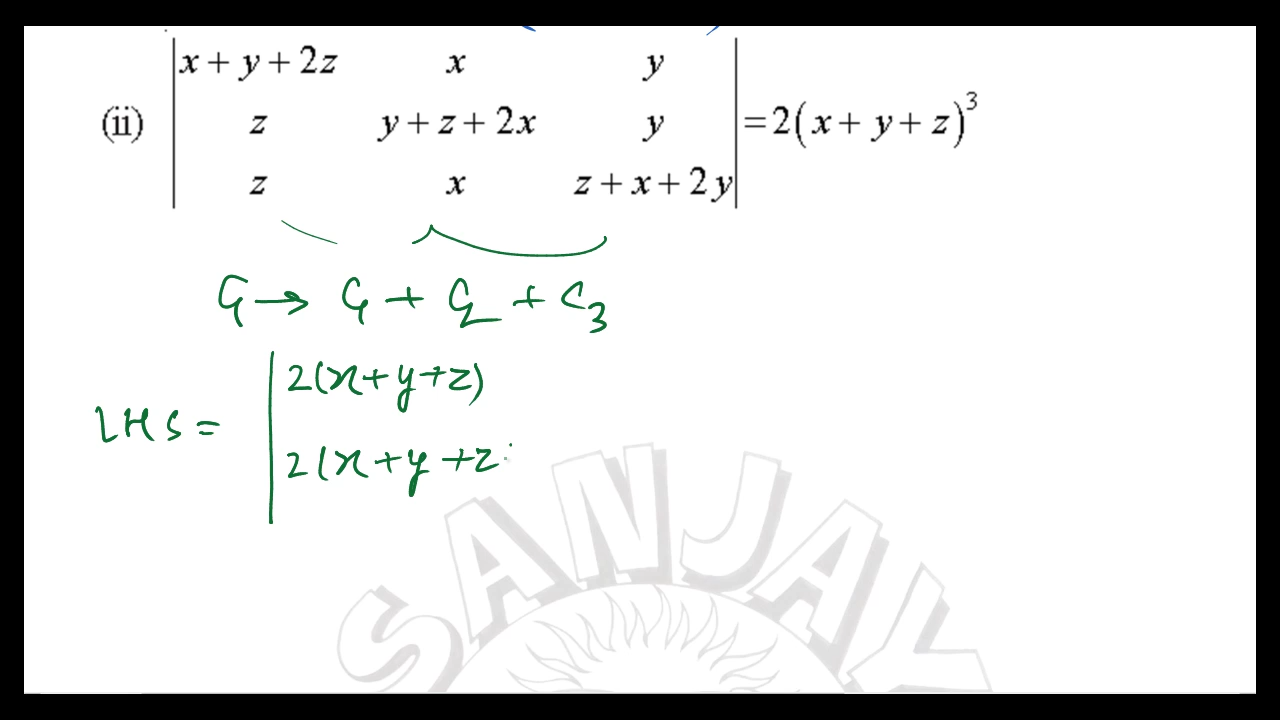 x + y + 2z x y
(ii) z y + z + 2x y = 2(x + y + z)³
z x z + x + 2y
C₁ → C₁ + C₂ + C₃
2(x+y+z)
LHS =
2(x+y+z
SANJAY